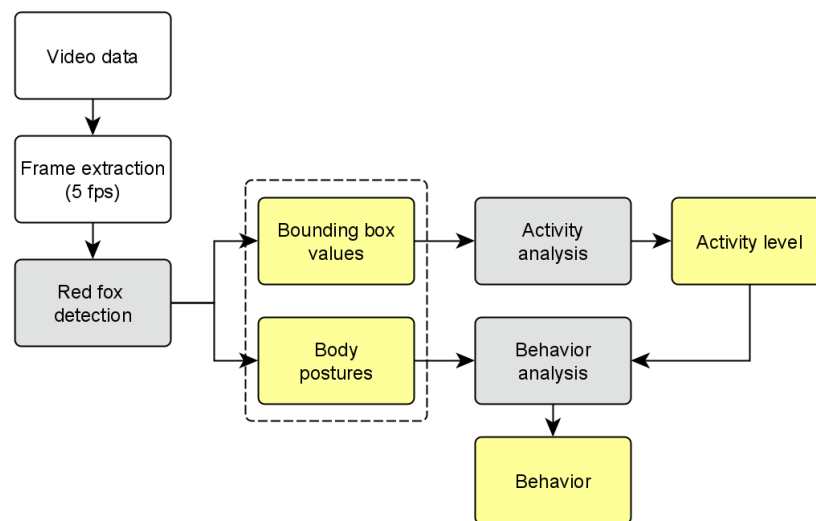 Video data
Frame extraction
(5 fps)
Red fox
detection
Bounding box
values
Body
postures
Activity
analysis
Activity level
Behavior
analysis
Behavior